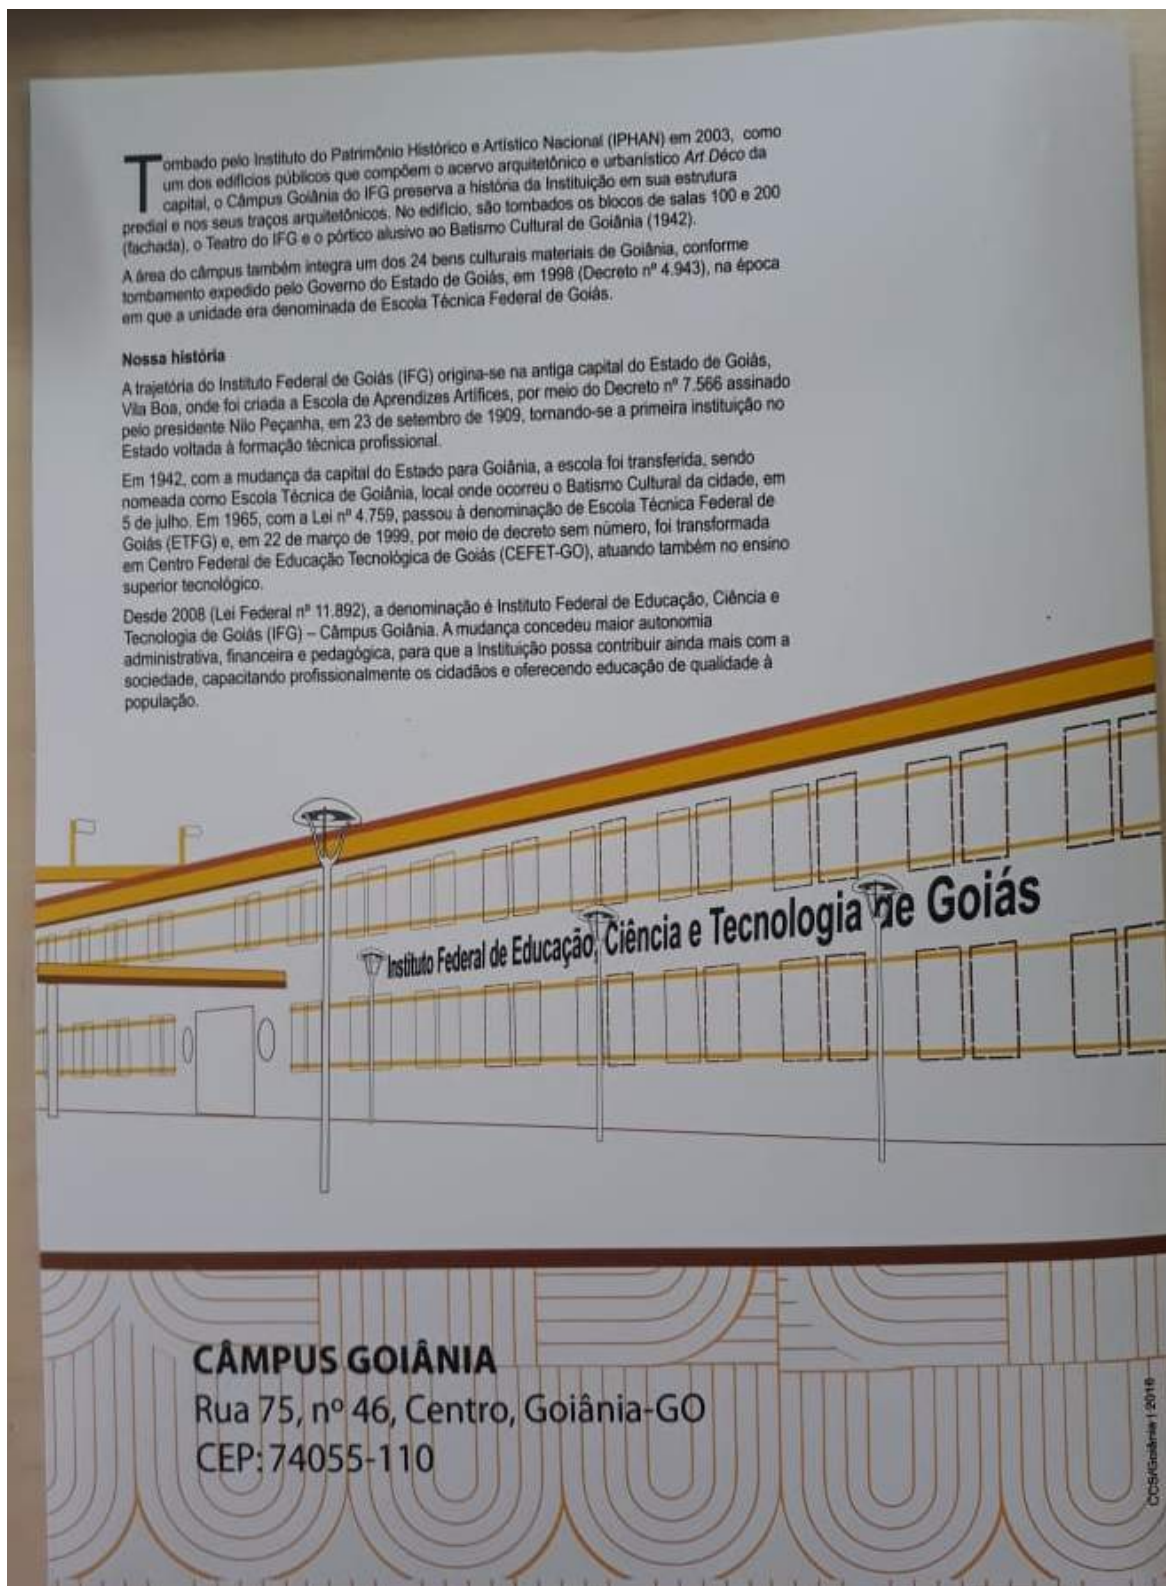 Tombado pelo Instituto do Patrimônio Histórico e Artístico Nacional (IPHAN) em 2003, como
um dos edifícios públicos que compõem o acervo arquitetônico e urbanístico Art Déco da
capital, o Câmpus Goiânia do IFG preserva a história da Instituição em sua estrutura
predial e nos seus traços arquitetônicos. No edifício, são tombados os blocos de salas 100 e 200
(fachada), o Teatro do IFG e o pórtico alusivo ao Batismo Cultural de Goiânia (1942).
A área do câmpus também integra um dos 24 bens culturais materiais de Goiânia, conforme
tombamento expedido pelo Governo do Estado de Goiás, em 1998 (Decreto nº 4.943), na época
em que a unidade era denominada de Escola Técnica Federal de Goiás.
Nossa história
A trajetória do Instituto Federal de Goiás (IFG) origina-se na antiga capital do Estado de Goiás,
Vila Boa, onde foi criada a Escola de Aprendizes Artífices, por meio do Decreto nº 7.566 assinado
pelo presidente Nilo Peçanha, em 23 de setembro de 1909, tornando-se a primeira instituição no
Estado voltada à formação técnica profissional.
Em 1942, com a mudança da capital do Estado para Goiânia, a escola foi transferida, sendo
nomeada como Escola Técnica de Goiânia, local onde ocorreu o Batismo Cultural da cidade, em
5 de julho. Em 1965, com a Lei nº 4.759, passou à denominação de Escola Técnica Federal de
Goiás (ETFG) e, em 22 de março de 1999, por meio de decreto sem número, foi transformada
em Centro Federal de Educação Tecnológica de Goiás (CEFET-GO), atuando também no ensino
superior tecnológico.
Desde 2008 (Lei Federal nº 11.892), a denominação é Instituto Federal de Educação, Ciência e
Tecnologia de Goiás (IFG) – Câmpus Goiânia. A mudança concedeu maior autonomia
administrativa, financeira e pedagógica, para que a Instituição possa contribuir ainda mais com a
sociedade, capacitando profissionalmente os cidadãos e oferecendo educação de qualidade à
população.
Instituto Federal de Educação, Ciência e Tecnologia de Goiás
CÂMPUS GOIÂNIA
Rua 75, nº 46, Centro, Goiânia-GO
CEP: 74055-110
CCS/Goiânia | 2016